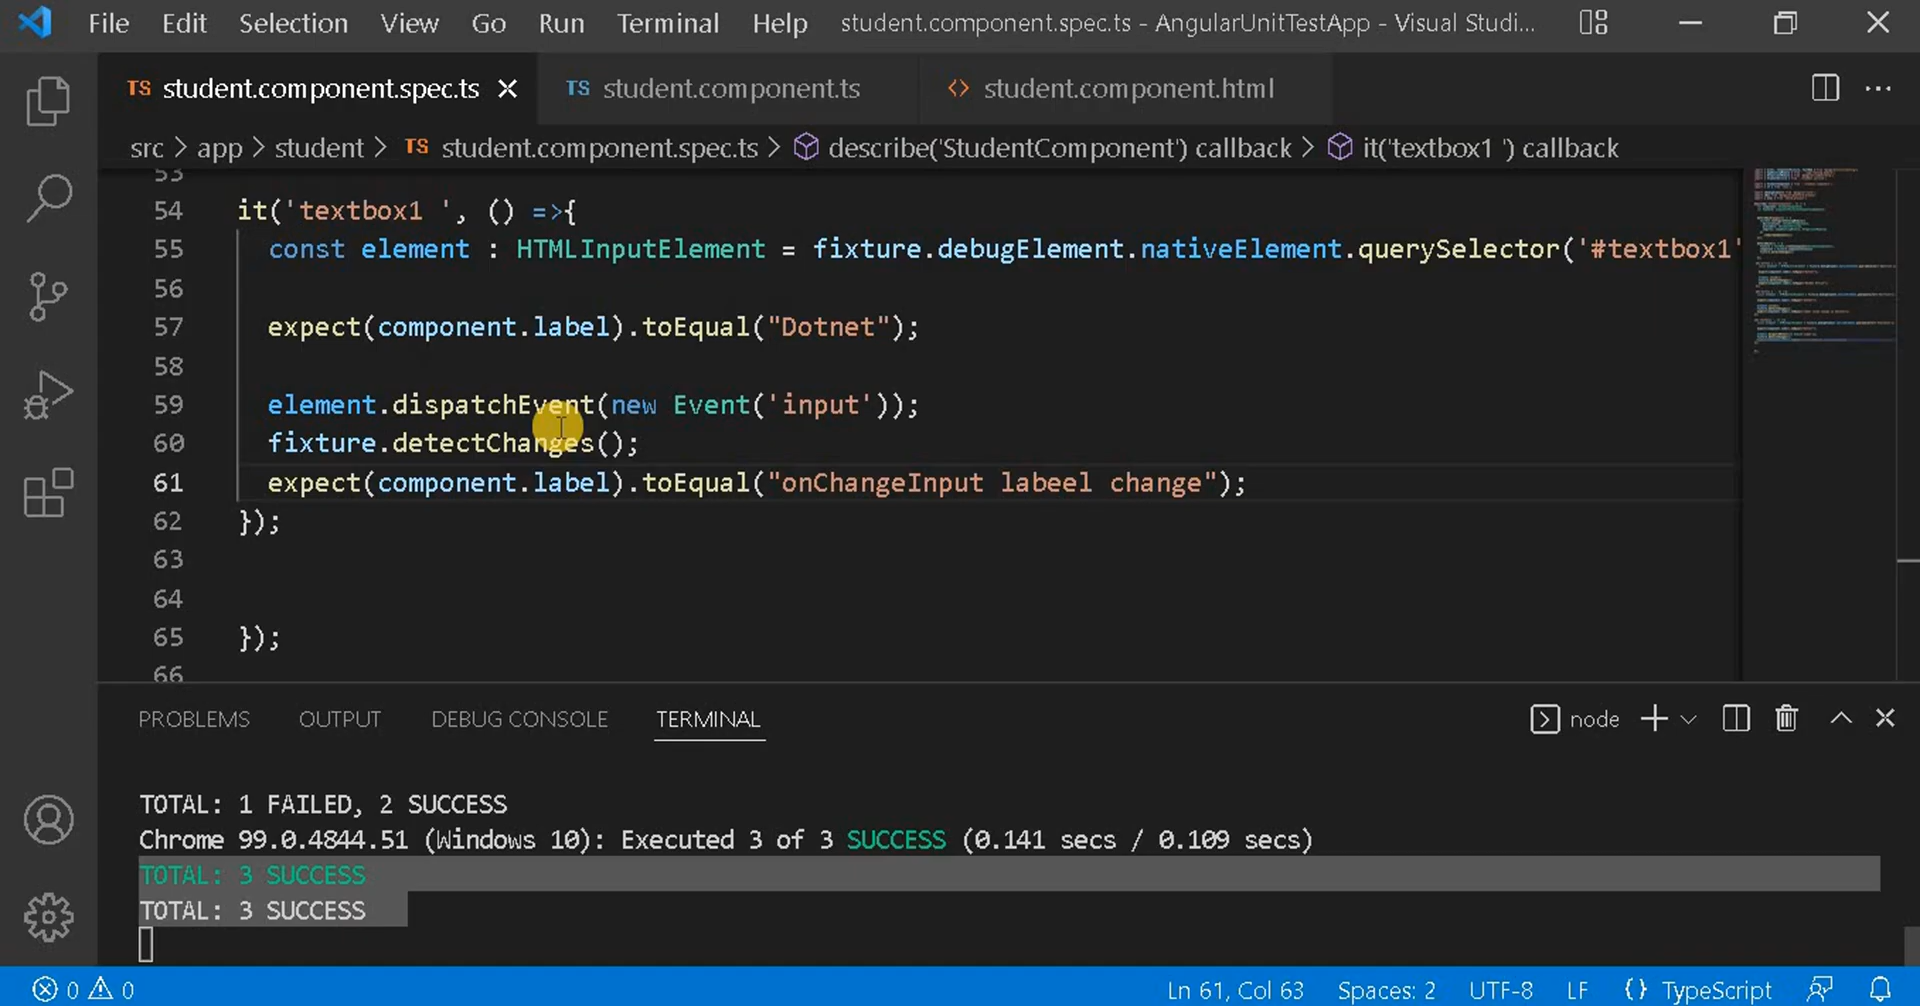 File Edit Selection View Go Run Terminal Help student.component.spec.ts - AngularUnitTestApp - Visual Studi...
TS student.component.spec.ts TS student.component.ts <> student.component.html
src > app > student > TS student.component.spec.ts > describe('StudentComponent') callback > it('textbox1 ') callback
53
54 it('textbox1 ', () =>{
55 const element : HTMLInputElement = fixture.debugElement.nativeElement.querySelector('#textbox1'
56
57 expect(component.label).toEqual("Dotnet");
58
59 element.dispatchEvent(new Event('input'));
60 fixture.detectChanges();
61 expect(component.label).toEqual("onChangeInput labeel change");
62 });
63
64
65 });
66
PROBLEMS OUTPUT DEBUG CONSOLE TERMINAL node
TOTAL: 1 FAILED, 2 SUCCESS
Chrome 99.0.4844.51 (Windows 10): Executed 3 of 3 SUCCESS (0.141 secs / 0.109 secs)
TOTAL: 3 SUCCESS
TOTAL: 3 SUCCESS
0 0 Ln 61, Col 63 Spaces: 2 UTF-8 LF {} TypeScript